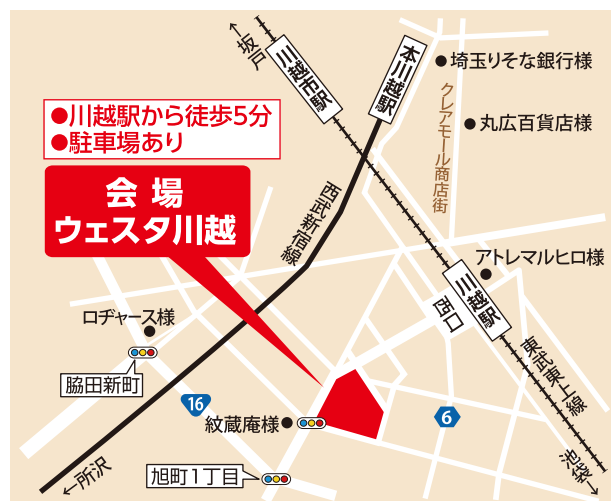 ←坂戸
川越市駅
本川越駅
●埼玉りそな銀行様
●川越駅から徒歩5分
●駐車場あり
クレアモール商店街
●丸広百貨店様
会場
ウェスタ川越
西武新宿線
アトレマルヒロ様
川越駅
西口
ロヂャース様
東武東上線
脇田新町
16
紋蔵庵様
6
←所沢
旭町1丁目
池袋→